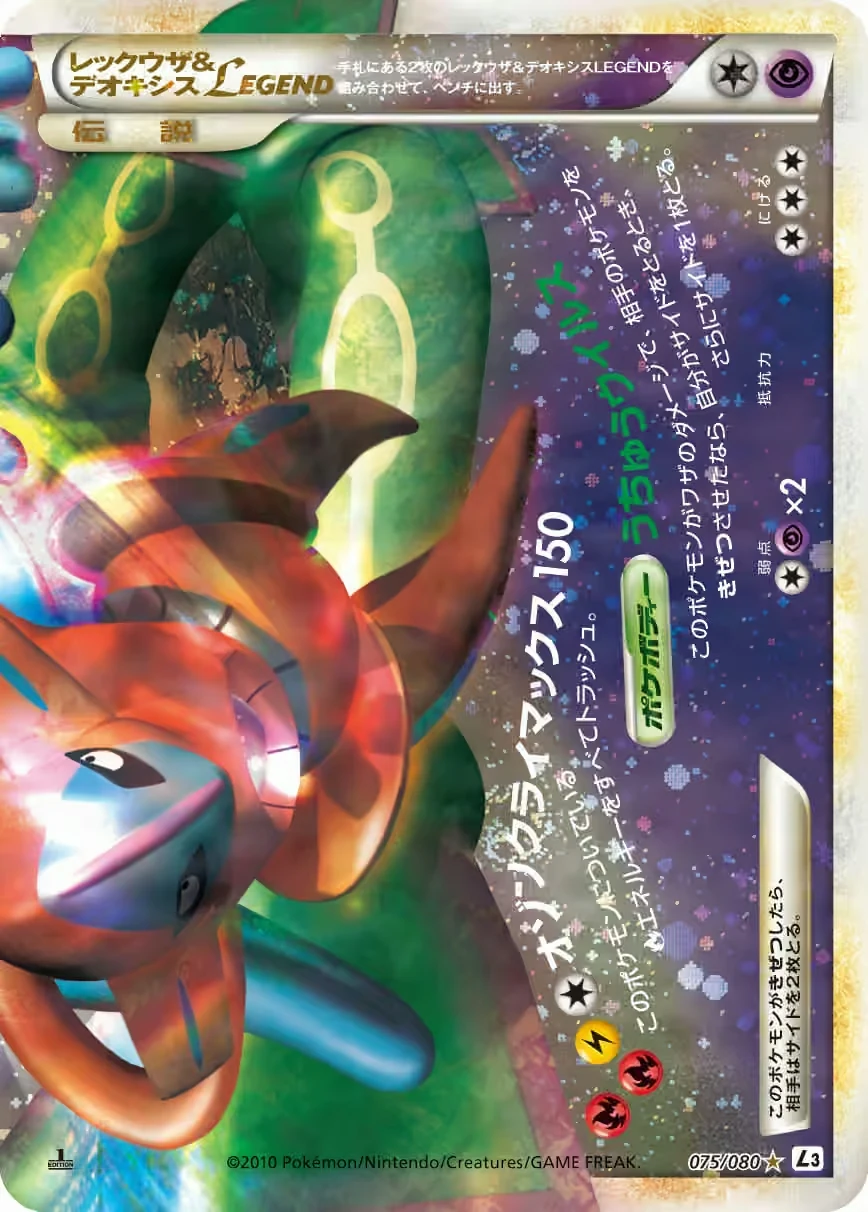 レックウザ&
デオキシスLEGEND
手札にある2枚のレックウザ&デオキシスLEGENDを
組み合わせて、ベンチに出す。
伝 説
オゾンクライマックス 150
このポケモンについている
エネルギーをすべてトラッシュ。
ポケボディー
うちゅうウイルス
このポケモンがワザのダメージで、相手のポケモンを
きぜつさせたなら、自分がサイドをとるとき、
さらにサイドを1枚とる。
弱点
×2
抵抗力
にげる
このポケモンがきぜつしたら、
相手はサイドを2枚とる。
1
EDITION
©2010 Pokémon/Nintendo/Creatures/GAME FREAK.
075/080
L3